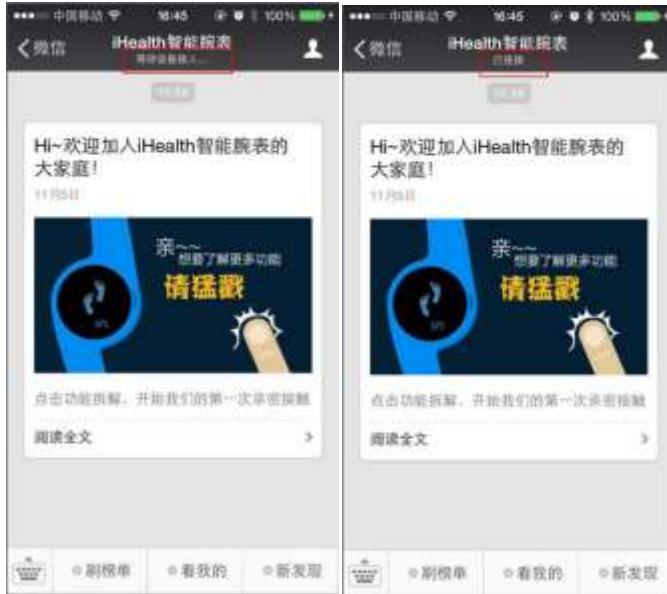 中国移动 16:45 100%
微信 iHealth智能腕表
Hi~欢迎加入iHealth智能腕表的
大家庭!
11月5日
亲~~
想要了解更多功能
请猛戳
点击功能拆解，开始我们的第一次亲密接触
阅读全文
刷榜单 看我的 新发现
中国移动 16:45 100%
微信 iHealth智能腕表
已连接
Hi~欢迎加入iHealth智能腕表的
大家庭!
11月5日
亲~~
想要了解更多功能
请猛戳
点击功能拆解，开始我们的第一次亲密接触
阅读全文
刷榜单 看我的 新发现